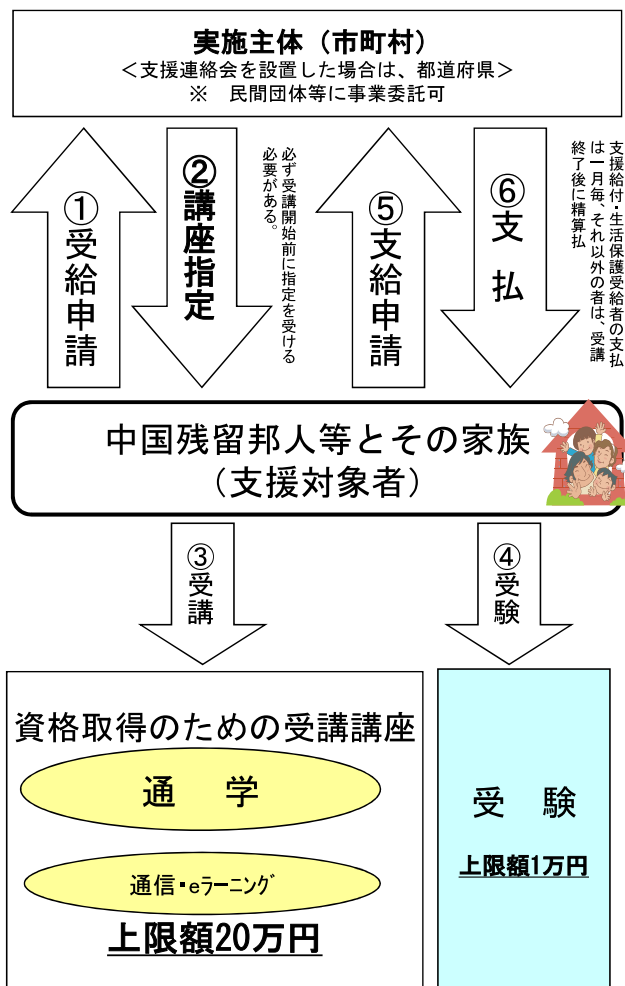 実施主体(市町村)
<支援連絡会を設置した場合は、都道府県>
※ 民間団体等に事業委託可
①受給申請
②講座指定
必ず受講開始前に指定を受ける
必要がある。
⑤支給申請
⑥支 払
支援給付・生活保護受給者の支払
は一月毎、それ以外の者は、受講
終了後に精算払
中国残留邦人等とその家族
(支援対象者)
③受講
④受験
資格取得のための受講講座
通 学
通信・eラーニング
上限額20万円
受 験
上限額1万円